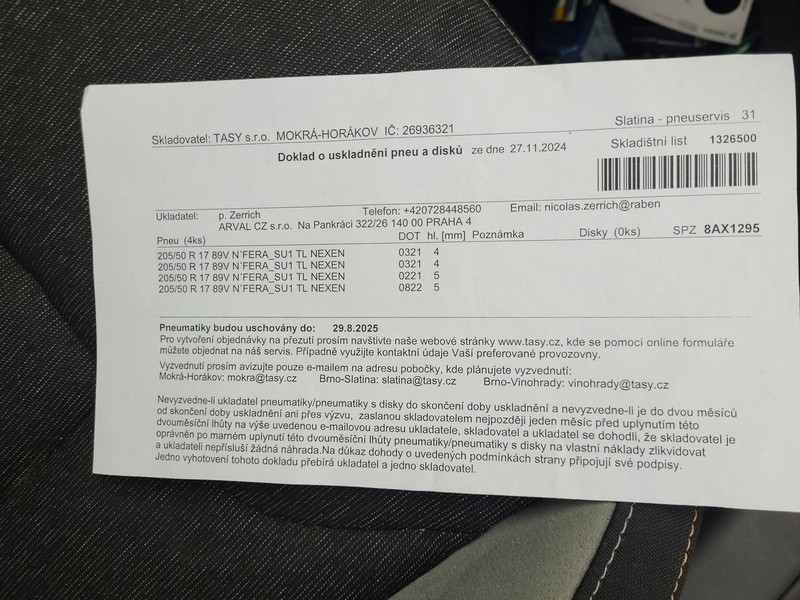 Skladovatel: TASY s.r.o. MOKRÁ-HORÁKOV IČ: 26936321
Slatina - pneuservis 31
Doklad o uskladnění pneu a disků ze dne 27.11.2024
Skladištní list 1326500
Ukladatel: p. Zerrich Telefon: +420728448560 Email: nicolas.zerrich@raben
ARVAL CZ s.r.o. Na Pankráci 322/26 140 00 PRAHA 4
Pneu (4ks) DOT hl. [mm] Poznámka Disky (0ks) SPZ 8AX1295
205/50 R 17 89V N´FERA_SU1 TL NEXEN 0321 4
205/50 R 17 89V N´FERA_SU1 TL NEXEN 0321 4
205/50 R 17 89V N´FERA_SU1 TL NEXEN 0221 5
205/50 R 17 89V N´FERA_SU1 TL NEXEN 0822 5
Pneumatiky budou uschovány do: 29.8.2025
Pro vytvoření objednávky na přezutí prosím navštivte naše webové stránky www.tasy.cz, kde se pomocí online formuláře
můžete objednat na náš servis. Případně využijte kontaktní údaje Vaší preferované provozovny.
Vyzvednutí prosím avizujte pouze e-mailem na adresu pobočky, kde plánujete vyzvednutí:
Mokrá-Horákov: mokra@tasy.cz Brno-Slatina: slatina@tasy.cz Brno-Vinohrady: vinohrady@tasy.cz
Nevyzvedne-li ukladatel pneumatiky/pneumatiky s disky do skončení doby uskladnění a nevyzvedne-li je do dvou měsíců
od skončení doby uskladnění ani přes výzvu, zaslanou skladovatelem nejpozději jeden měsíc před uplynutím této
dvouměsíční lhůty na výše uvedenou emailovou adresu ukladatele, skladovatel a ukladatel se dohodli, že skladovatel je
oprávněn po marném uplynutí této dvouměsíční lhůty pneumatiky/pneumatiky s disky na vlastní náklady zlikvidovat
a ukladateli nepřísluší žádná náhrada.Na důkaz dohody o uvedených podmínkách strany připojují své podpisy.
Jedno vyhotovení tohoto dokladu přebírá ukladatel a jedno skladovatel.